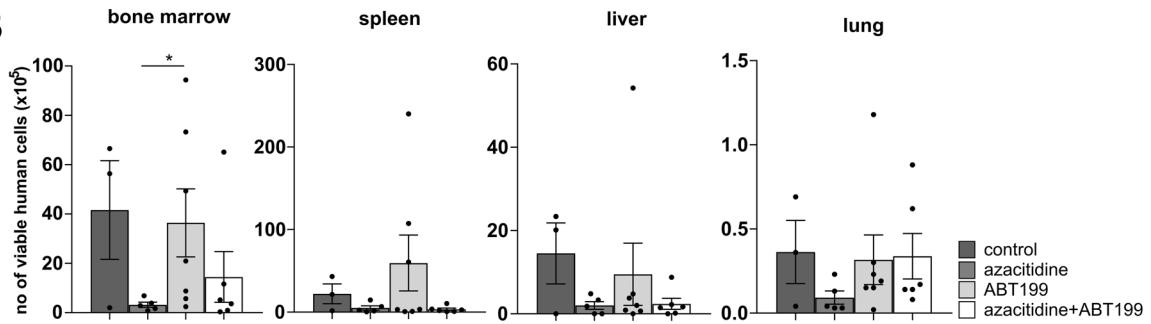 bone marrow
spleen
liver
lung
no of viable human cells (x10⁵)
100
80
60
40
20
0
*
300
200
100
0
60
40
20
0
1.5
1.0
0.5
0.0
control
azacitidine
ABT199
azacitidine+ABT199